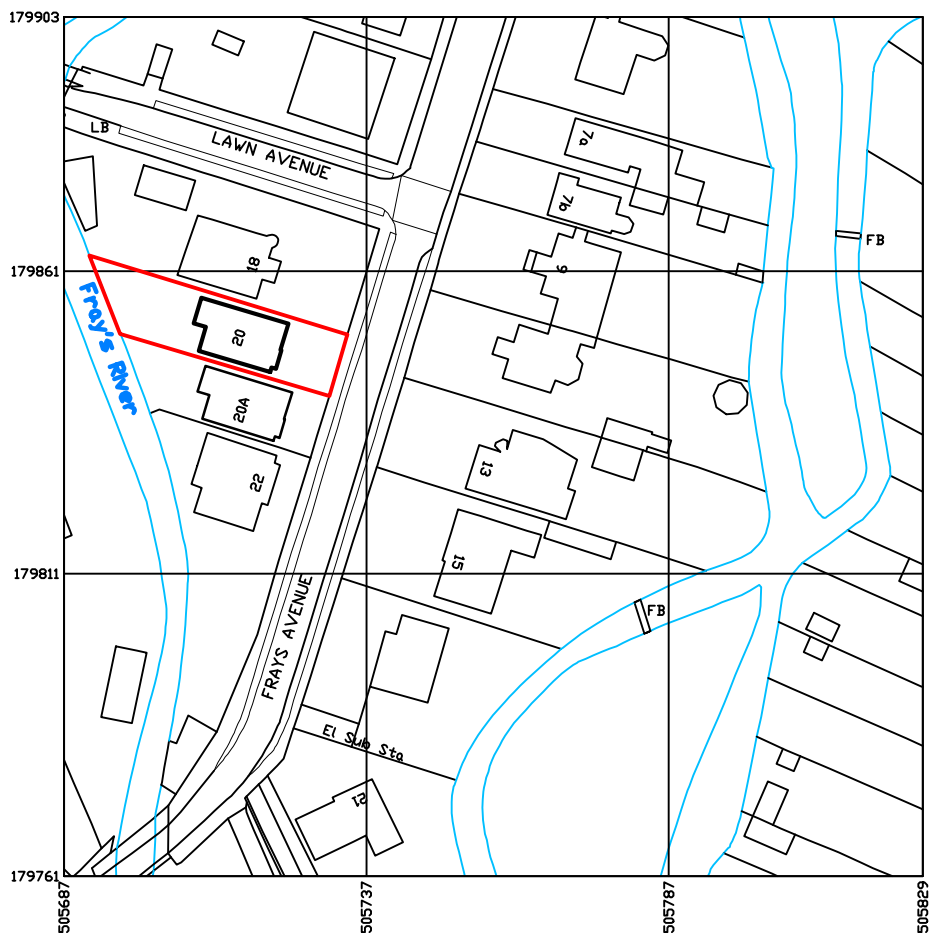 179903
LB
LAWN AVENUE
7a
7b
18
9
FB
179861
Fray's River
20
20A
13
22
15
179811
FRAYS AVENUE
FB
El Sub Sta
21
179761
505687
505737
505787
505829